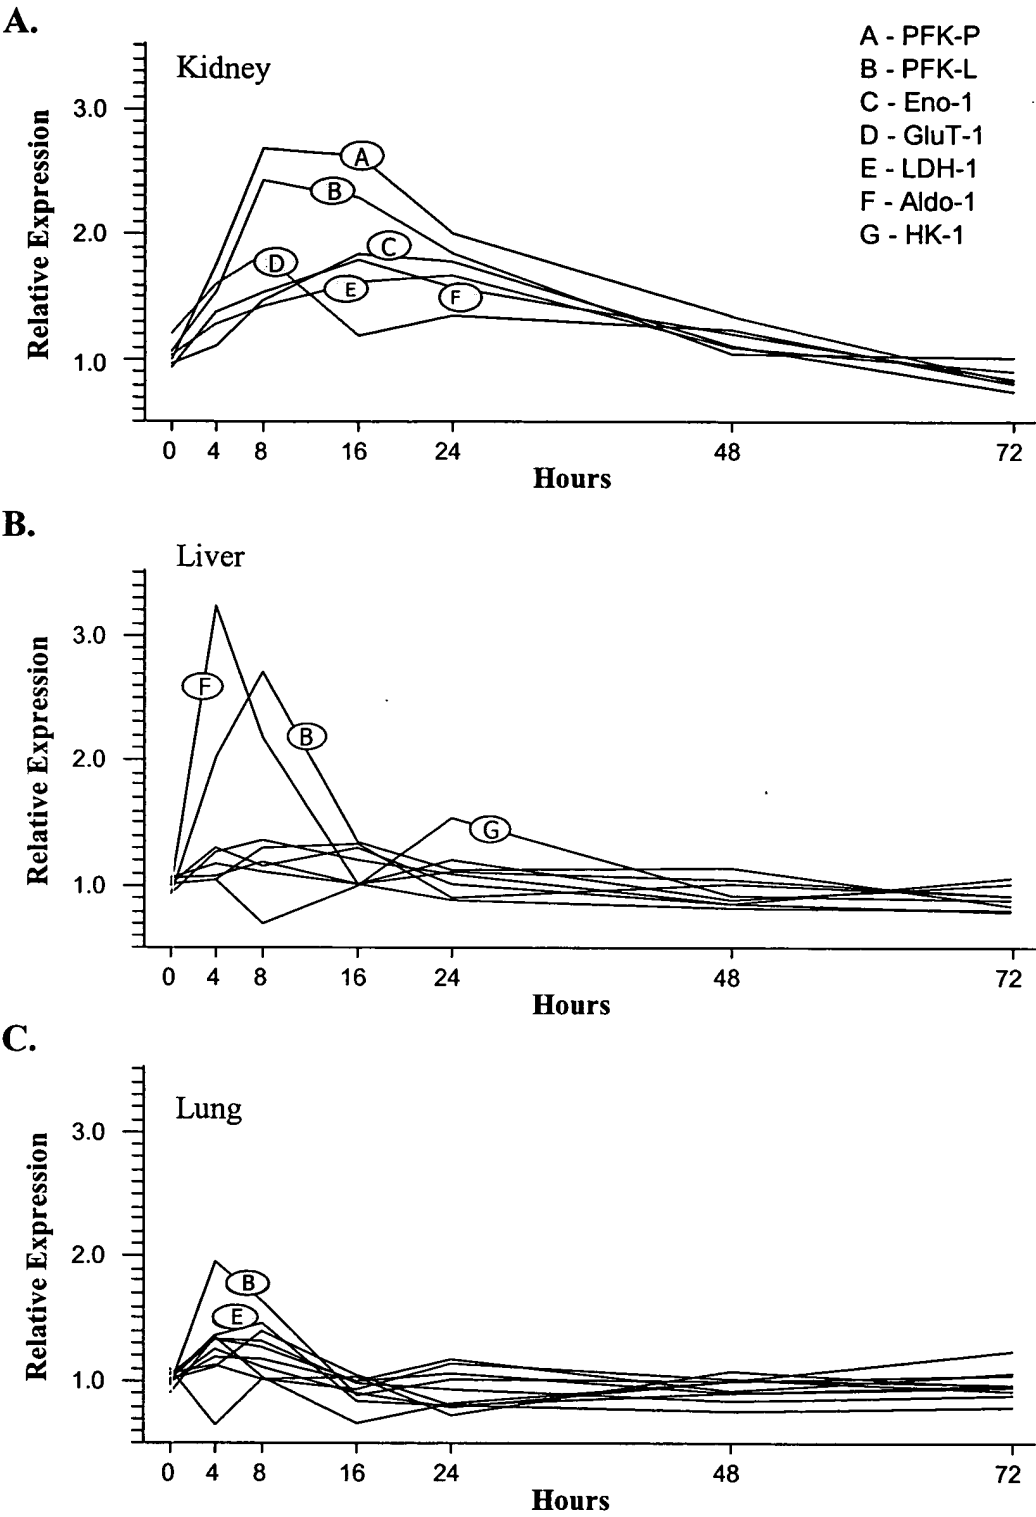 A.
Kidney
A - PFK-P
B - PFK-L
C - Eno-1
D - GluT-1
E - LDH-1
F - Aldo-1
G - HK-1
Relative Expression
3.0
2.0
1.0
A
B
C
D
E
F
0 4 8 16 24 48 72
Hours
B.
Liver
Relative Expression
3.0
2.0
1.0
F
B
G
0 4 8 16 24 48 72
Hours
C.
Lung
Relative Expression
3.0
2.0
1.0
B
E
0 4 8 16 24 48 72
Hours